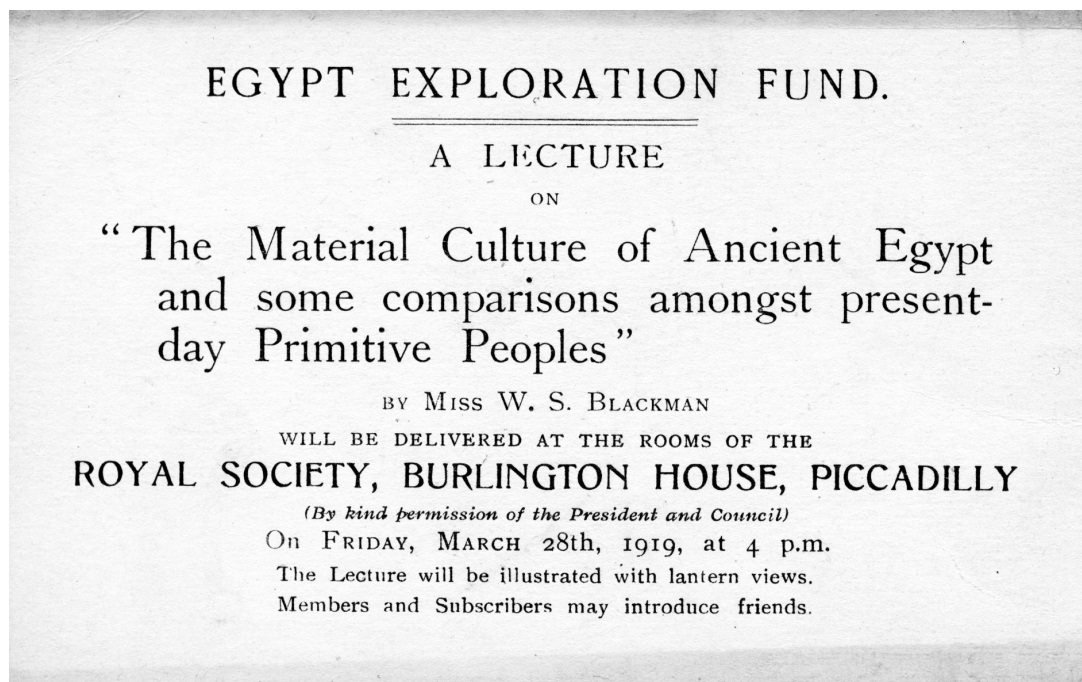 EGYPT EXPLORATION FUND.
A LECTURE
ON
“The Material Culture of Ancient Egypt
and some comparisons amongst present-
day Primitive Peoples”
BY MISS W. S. BLACKMAN
WILL BE DELIVERED AT THE ROOMS OF THE
ROYAL SOCIETY, BURLINGTON HOUSE, PICCADILLY
(By kind permission of the President and Council)
On FRIDAY, MARCH 28th, 1919, at 4 p.m.
The Lecture will be illustrated with lantern views.
Members and Subscribers may introduce friends.